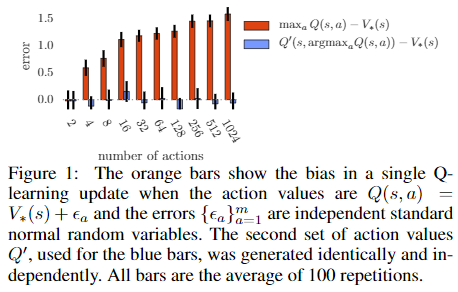 1.5
1.0
0.5
0.0
error
max_a Q(s, a) − V_*(s)
Q′(s, argmax_a Q(s, a)) − V_*(s)
2 4 8 16 32 64 128 256 512 1024
number of actions
Figure 1: The orange bars show the bias in a single Q-
learning update when the action values are Q(s, a) =
V_*(s) + ϵ_a and the errors {ϵ_a}_{a=1}^m are independent standard
normal random variables. The second set of action values
Q′, used for the blue bars, was generated identically and in-
dependently. All bars are the average of 100 repetitions.